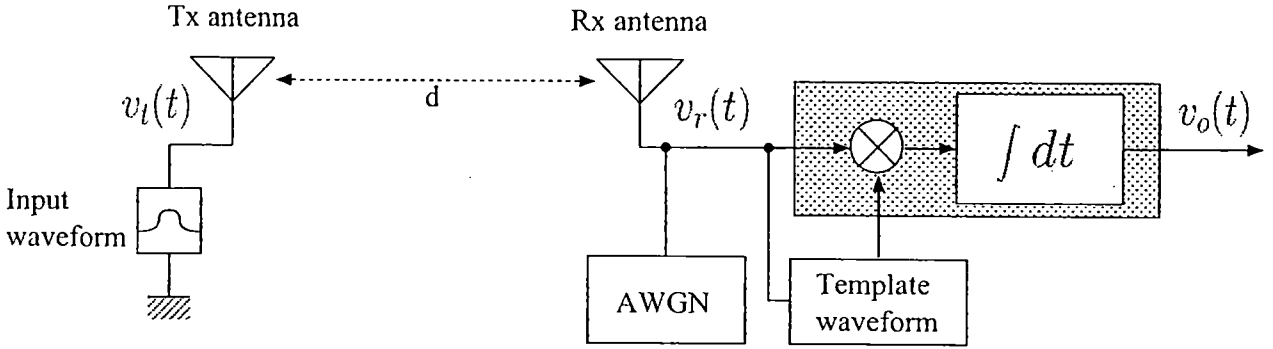 Tx antenna
Rx antenna
d
v_t(t)
v_r(t)
v_o(t)
∫ dt
Input
waveform
AWGN
Template
waveform